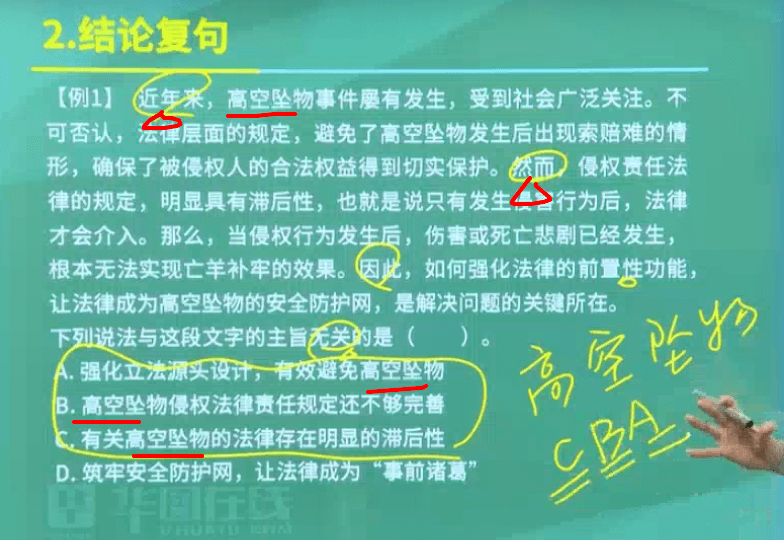 2.结论复句
【例1】近年来，高空坠物事件屡有发生，受到社会广泛关注。不
可否认，法律层面的规定，避免了高空坠物发生后出现索赔难的情
形，确保了被侵权人的合法权益得到切实保护。然而，侵权责任法
律的规定，明显具有滞后性，也就是说只有发生侵害行为后，法律
才会介入。那么，当侵权行为发生后，伤害或死亡悲剧已经发生，
根本无法实现亡羊补牢的效果。因此，如何强化法律的前置性功能，
让法律成为高空坠物的安全防护网，是解决问题的关键所在。
下列说法与这段文字的主旨无关的是（ ）。
A. 强化立法源头设计，有效避免高空坠物
B. 高空坠物侵权法律责任规定还不够完善
C. 有关高空坠物的法律存在明显的滞后性
D. 筑牢安全防护网，让法律成为“事前诸葛”
高空坠物
CBA
华图在线
HUATU ONLINE